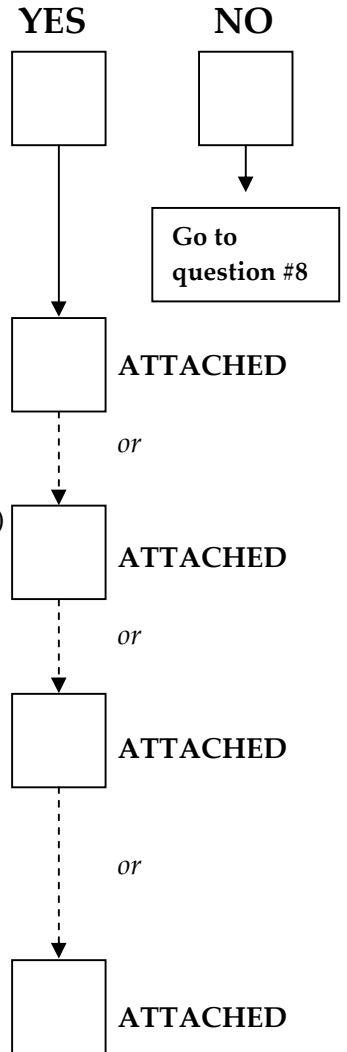 YES NO
Go to
question #8
ATTACHED
or
)
ATTACHED
or
ATTACHED
or
ATTACHED